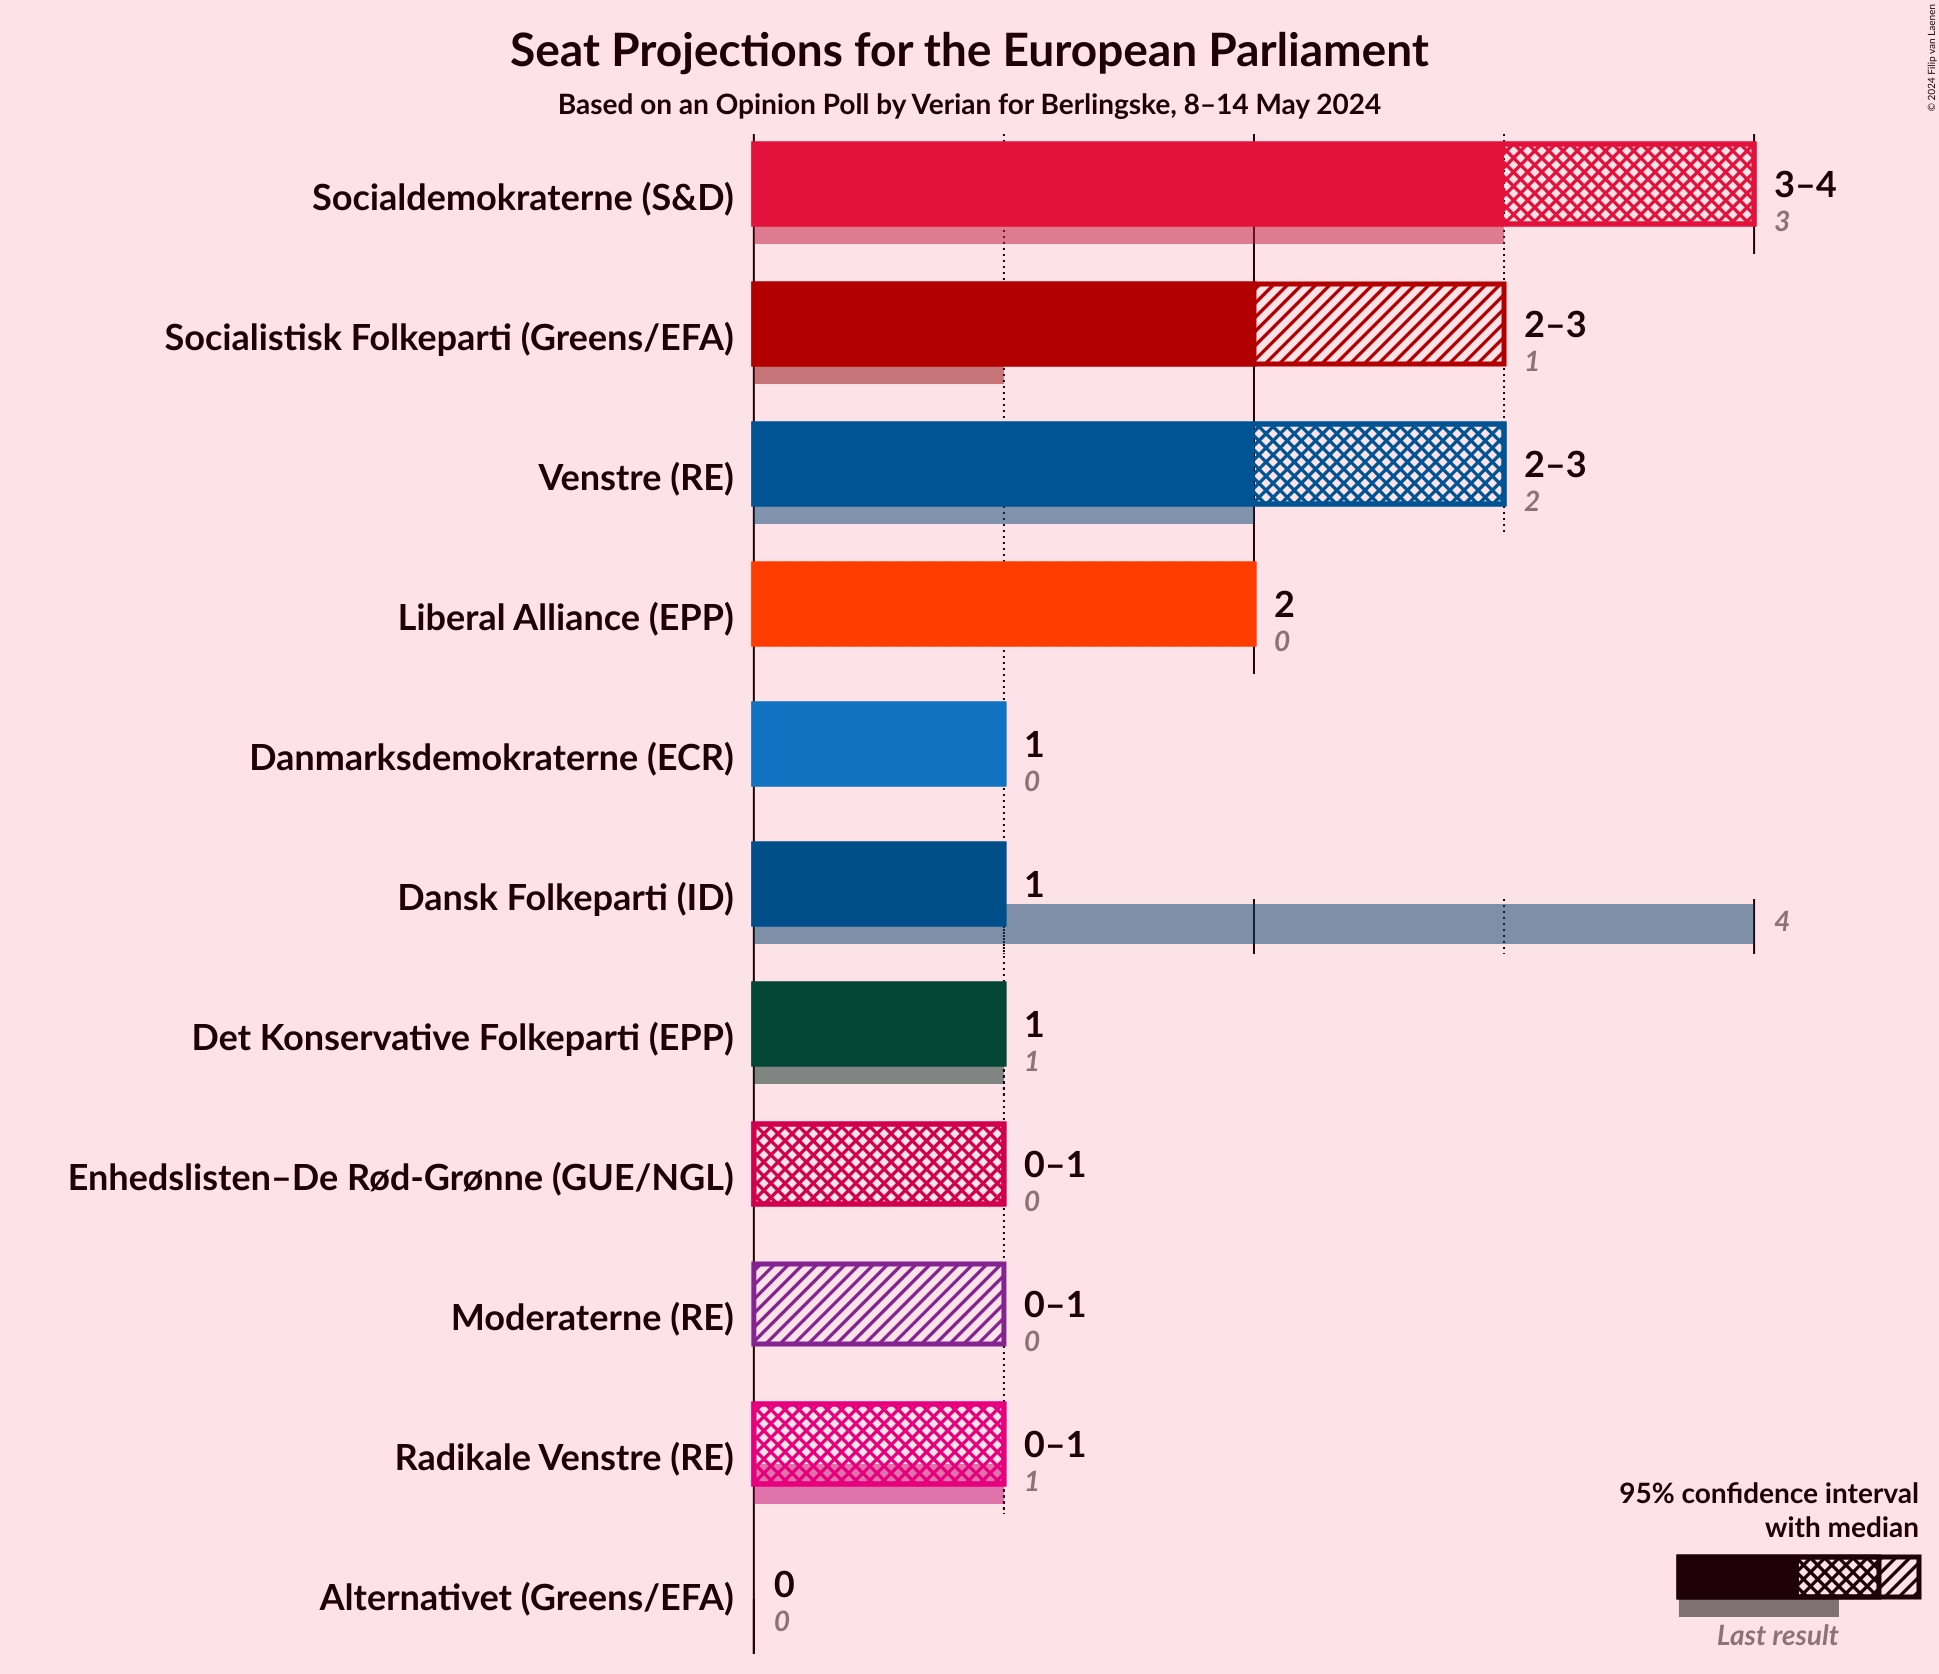 Seat Projections for the European Parliament
Based on an Opinion Poll by Verian for Berlingske, 8–14 May 2024
© 2024 Filip van Laenen
Socialdemokraterne (S&D)
3–4
3
Socialistisk Folkeparti (Greens/EFA)
2–3
1
Venstre (RE)
2–3
2
Liberal Alliance (EPP)
2
0
Danmarksdemokraterne (ECR)
1
0
Dansk Folkeparti (ID)
1
4
Det Konservative Folkeparti (EPP)
1
1
Enhedslisten–De Rød-Grønne (GUE/NGL)
0–1
0
Moderaterne (RE)
0–1
0
Radikale Venstre (RE)
0–1
1
Alternativet (Greens/EFA)
0
0
95% confidence interval
with median
Last result